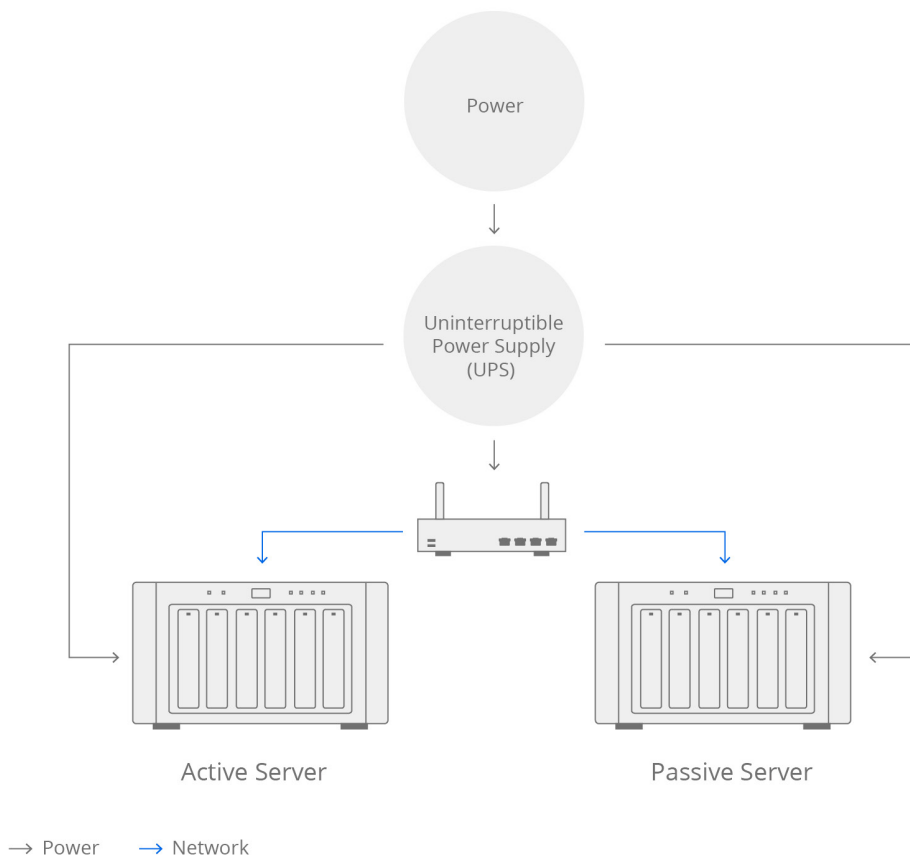 Power
Uninterruptible
Power Supply
(UPS)
Active Server
Passive Server
Power
Network